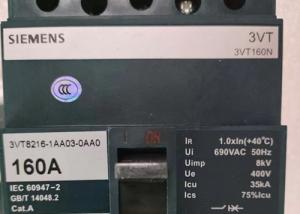 SIEMENS
3VT
3VT160N
3VT8216-1AA03-0AA0
160A
IEC 60947-2
GB/T 14048.2
Cat.A
I ON
IR 1.0xIn(+40°C)
Ui 690VAC 50Hz
Uimp 8kV
Ue 400V
Icu 35kA
Ics 75%Icu